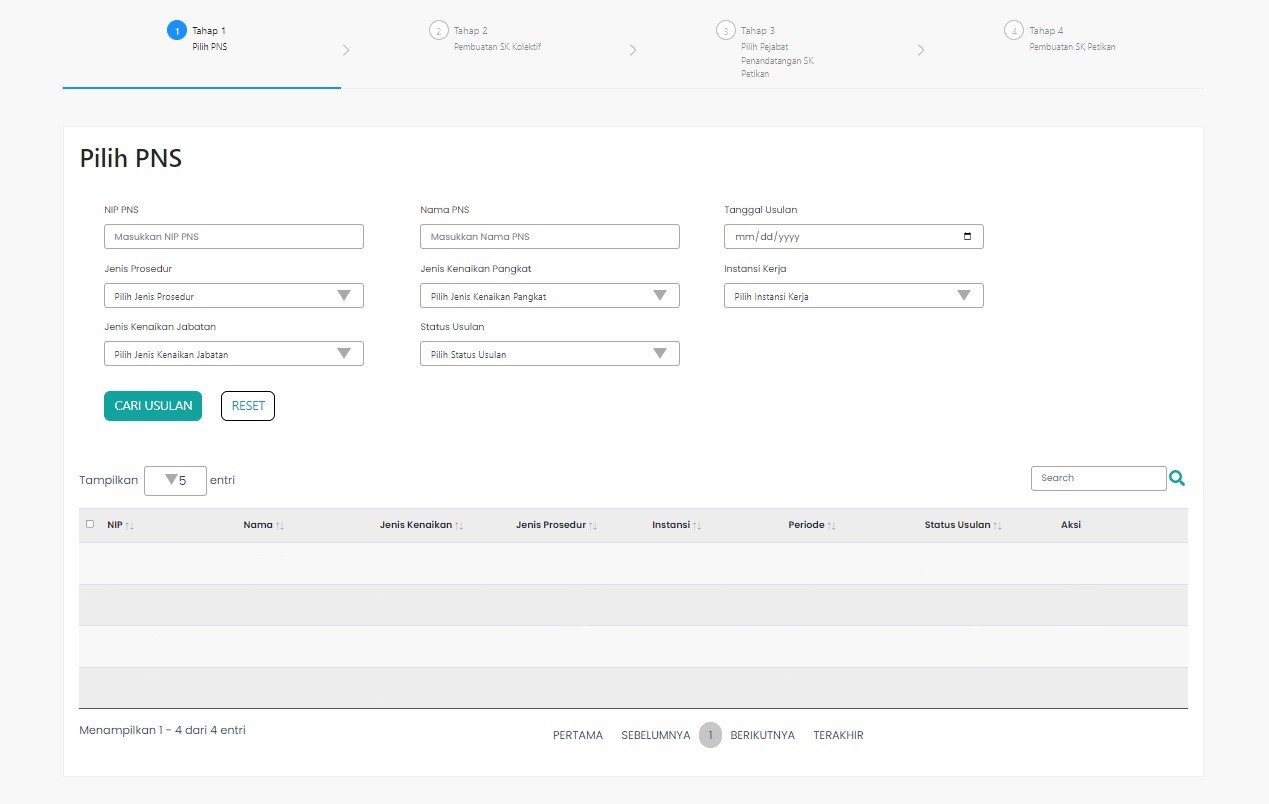 1 Tahap 1
Pilih PNS
2 Tahap 2
Pembuatan SK Kolektif
3 Tahap 3
Pilih Pejabat
Penandatangan SK
Petikan
4 Tahap 4
Pembuatan SK Petikan
Pilih PNS
NIP PNS
Masukkan NIP PNS
Nama PNS
Masukkan Nama PNS
Tanggal Usulan
mm/dd/yyyy
Jenis Prosedur
Pilih Jenis Prosedur
Jenis Kenaikan Pangkat
Pilih Jenis Kenaikan Pangkat
Instansi Kerja
Pilih Instansi Kerja
Jenis Kenaikan Jabatan
Pilih Jenis Kenaikan Jabatan
Status Usulan
Pilih Status Usulan
CARI USULAN RESET
Tampilkan 5 entri
Search
NIP ↑↓ Nama ↑↓ Jenis Kenaikan ↑↓ Jenis Prosedur ↑↓ Instansi ↑↓ Periode ↑↓ Status Usulan ↑↓ Aksi
Menampilkan 1 - 4 dari 4 entri
PERTAMA SEBELUMNYA 1 BERIKUTNYA TERAKHIR